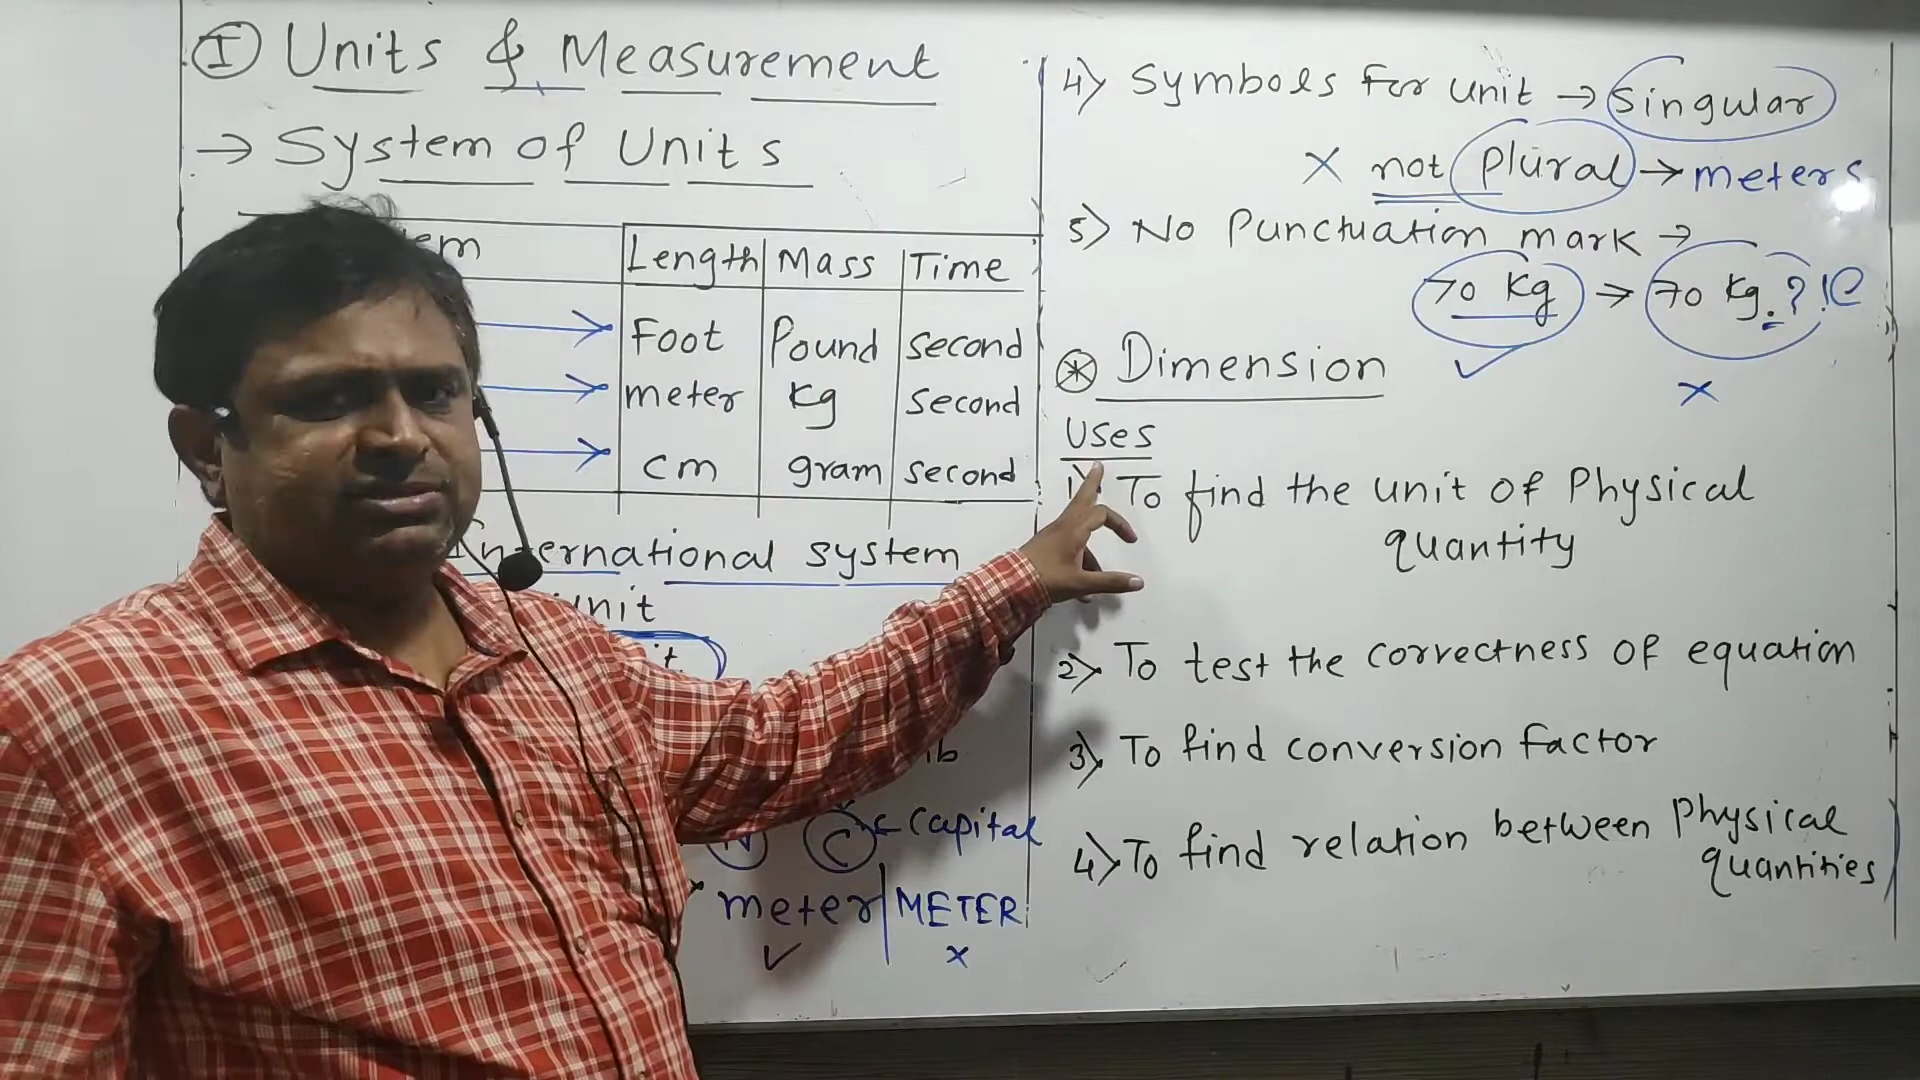 I Units & Measurement
→ System of Units
Length Mass Time
→ Foot Pound second
→ meter kg second
→ cm gram second
International system
unit
← capital
meter | METER
✓ x
4) Symbols For unit → singular
x not plural → meters
5) No Punctuation mark →
70 kg → 70 kg.?!
✓ x
* Dimension
Uses
1) To find the unit of Physical
quantity
2) To test the correctness of equation
3) To find conversion factor
4) To find relation between Physical
quantities